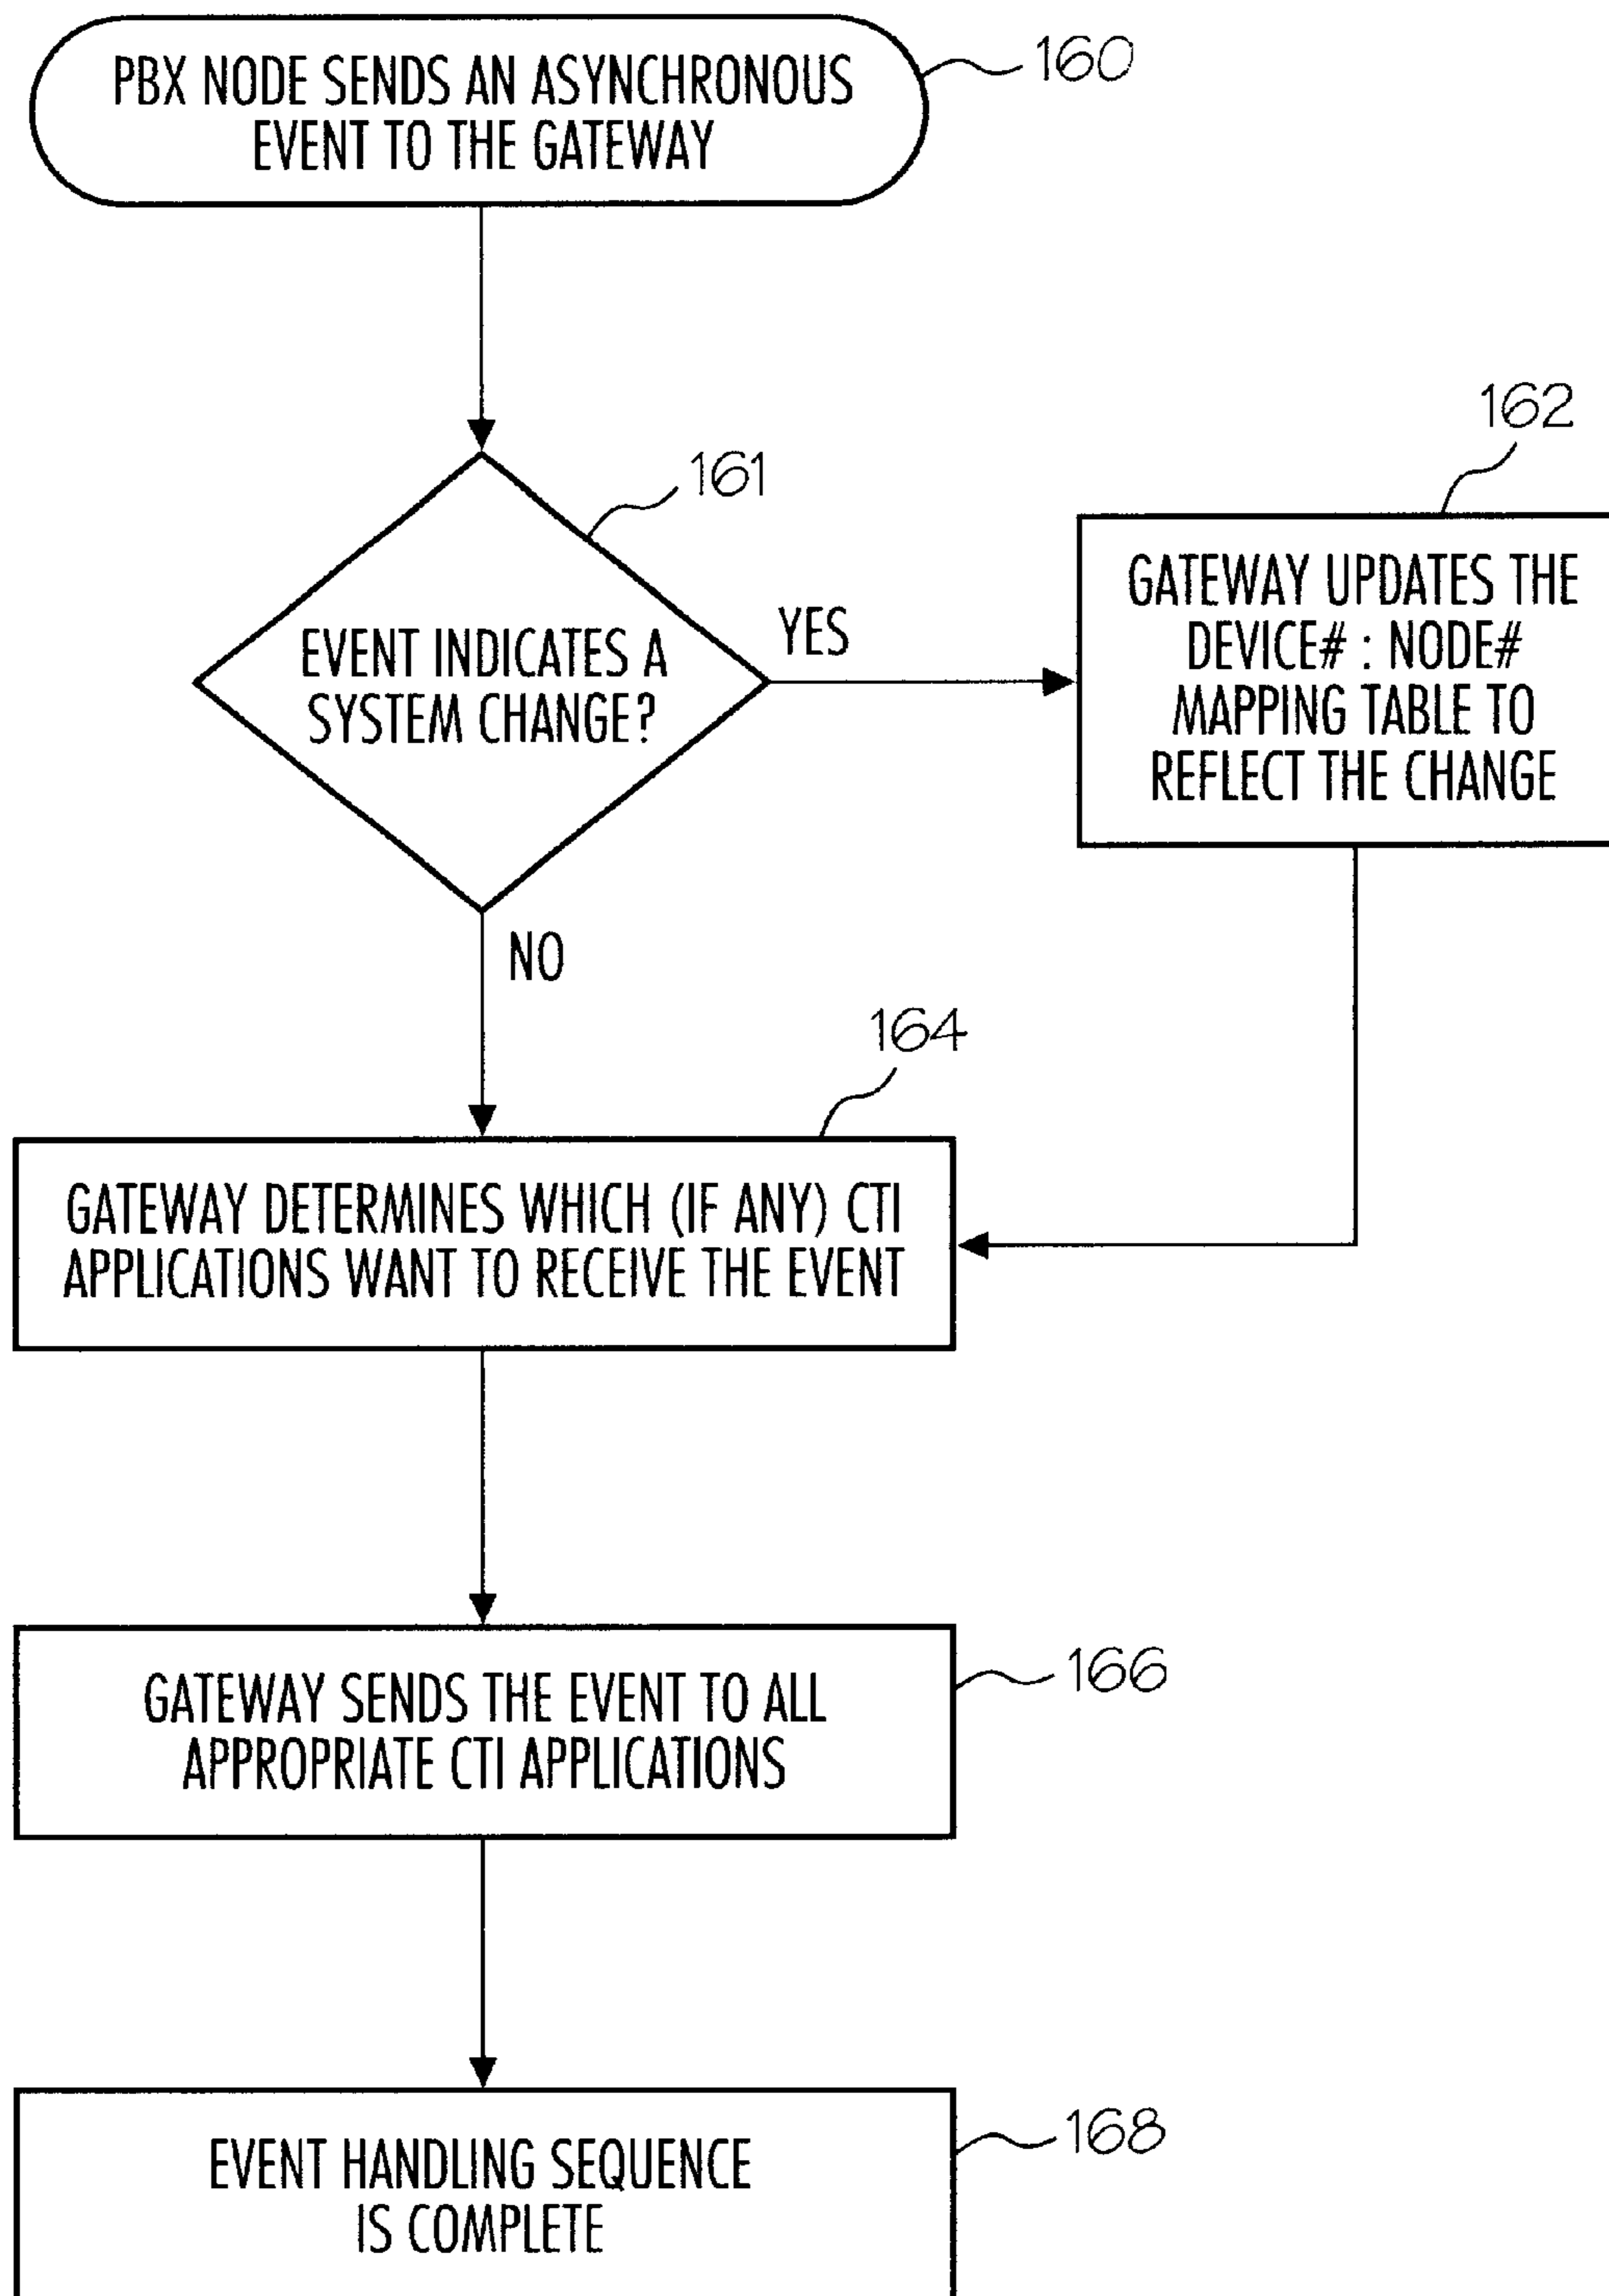 PBX NODE SENDS AN ASYNCHRONOUS
EVENT TO THE GATEWAY
160
161
EVENT INDICATES A
SYSTEM CHANGE?
YES
NO
162
GATEWAY UPDATES THE
DEVICE# : NODE#
MAPPING TABLE TO
REFLECT THE CHANGE
164
GATEWAY DETERMINES WHICH (IF ANY) CTI
APPLICATIONS WANT TO RECEIVE THE EVENT
GATEWAY SENDS THE EVENT TO ALL
APPROPRIATE CTI APPLICATIONS
166
EVENT HANDLING SEQUENCE
IS COMPLETE
168